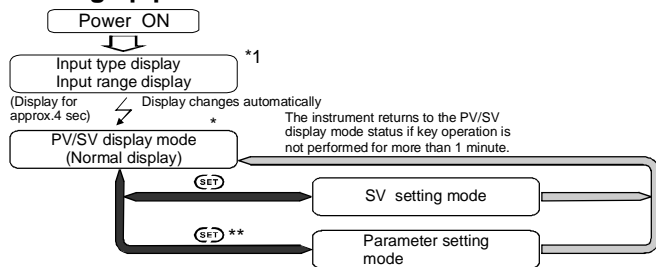 Power ON
*1
Input type display
Input range display
(Display for
approx.4 sec)
Display changes automatically
*
The instrument returns to the PV/SV
display mode status if key operation is
not performed for more than 1 minute.
PV/SV display mode
(Normal display)
SET
SV setting mode
SET **
Parameter setting
mode